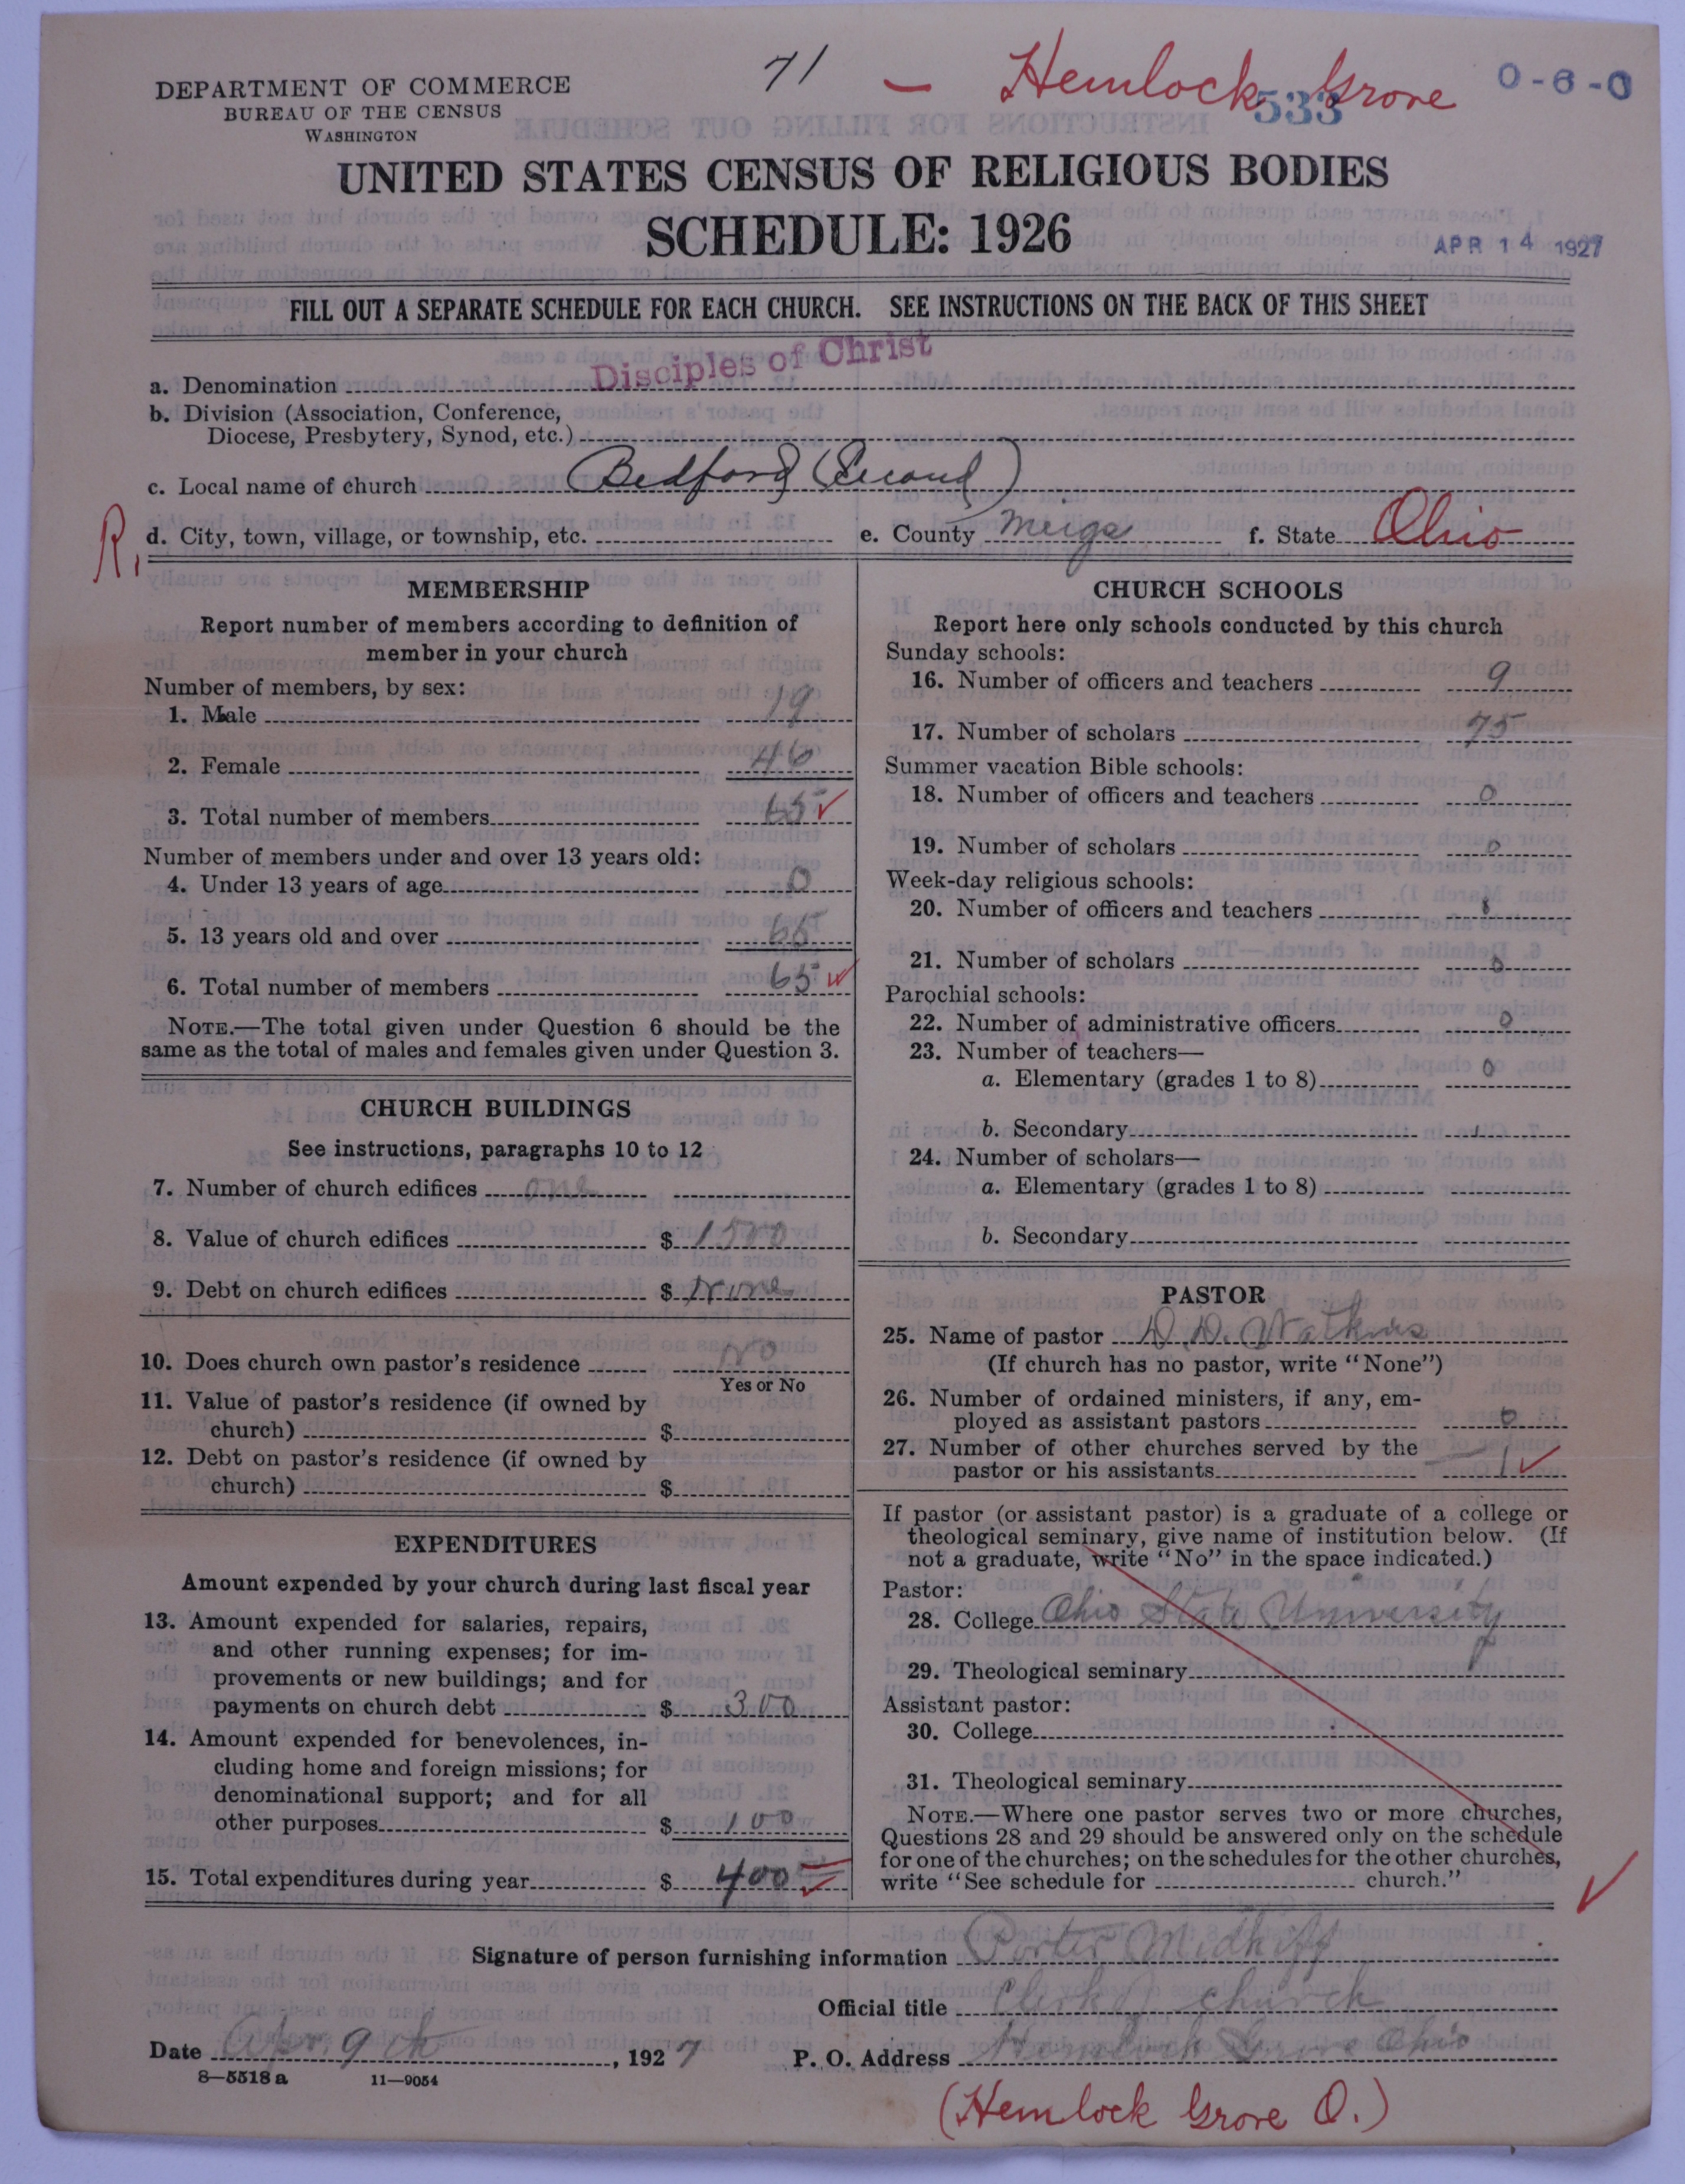 71 — Hemlock Grove 533 0-6-0
DEPARTMENT OF COMMERCE
BUREAU OF THE CENSUS
WASHINGTON
UNITED STATES CENSUS OF RELIGIOUS BODIES
SCHEDULE: 1926
APR 14 1927
FILL OUT A SEPARATE SCHEDULE FOR EACH CHURCH. SEE INSTRUCTIONS ON THE BACK OF THIS SHEET
a. Denomination Disciples of Christ
b. Division (Association, Conference,
Diocese, Presbytery, Synod, etc.)
c. Local name of church Bedford (Second)
R. d. City, town, village, or township, etc. e. County Meigs f. State Ohio
MEMBERSHIP
Report number of members according to definition of
member in your church
Number of members, by sex:
1. Male 19
2. Female 46
3. Total number of members 65 ✓
Number of members under and over 13 years old:
4. Under 13 years of age 0
5. 13 years old and over 65
6. Total number of members 65 ✓
NOTE.—The total given under Question 6 should be the
same as the total of males and females given under Question 3.
CHURCH BUILDINGS
See instructions, paragraphs 10 to 12
7. Number of church edifices one
8. Value of church edifices $ 1500
9. Debt on church edifices $ None
10. Does church own pastor's residence No
Yes or No
11. Value of pastor's residence (if owned by
church) $
12. Debt on pastor's residence (if owned by
church) $
EXPENDITURES
Amount expended by your church during last fiscal year
13. Amount expended for salaries, repairs,
and other running expenses; for im-
provements or new buildings; and for
payments on church debt $ 300
14. Amount expended for benevolences, in-
cluding home and foreign missions; for
denominational support; and for all
other purposes $ 100
15. Total expenditures during year $ 400 ✓
CHURCH SCHOOLS
Report here only schools conducted by this church
Sunday schools:
16. Number of officers and teachers 9
17. Number of scholars 75
Summer vacation Bible schools:
18. Number of officers and teachers 0
19. Number of scholars 0
Week-day religious schools:
20. Number of officers and teachers
21. Number of scholars 0
Parochial schools:
22. Number of administrative officers 0
23. Number of teachers—
a. Elementary (grades 1 to 8) 0
b. Secondary
24. Number of scholars—
a. Elementary (grades 1 to 8)
b. Secondary
PASTOR
25. Name of pastor D. D. Watkins
(If church has no pastor, write "None")
26. Number of ordained ministers, if any, em-
ployed as assistant pastors 0
27. Number of other churches served by the
pastor or his assistants 1 ✓
If pastor (or assistant pastor) is a graduate of a college or
theological seminary, give name of institution below. (If
not a graduate, write "No" in the space indicated.)
Pastor:
28. College Ohio State University
29. Theological seminary
Assistant pastor:
30. College
31. Theological seminary
NOTE.—Where one pastor serves two or more churches,
Questions 28 and 29 should be answered only on the schedule
for one of the churches; on the schedules for the other churches,
write "See schedule for church." ✓
Signature of person furnishing information Porter Midkiff
Official title Clerk of church
Date Apr. 9th, 1927 P. O. Address Hemlock Grove Ohio
8—5518 a 11—9054
(Hemlock Grove O.)